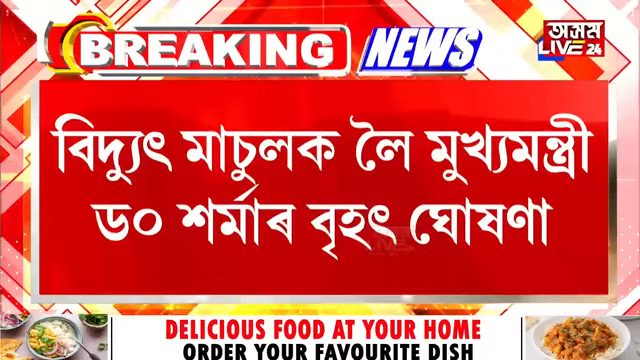 BREAKING NEWS
অসম
LIVE 24
বিদ্যুৎ মাচুলক লৈ মুখ্যমন্ত্ৰী
ড০ শৰ্মাৰ বৃহৎ ঘোষণা
DELICIOUS FOOD AT YOUR HOME
ORDER YOUR FAVOURITE DISH